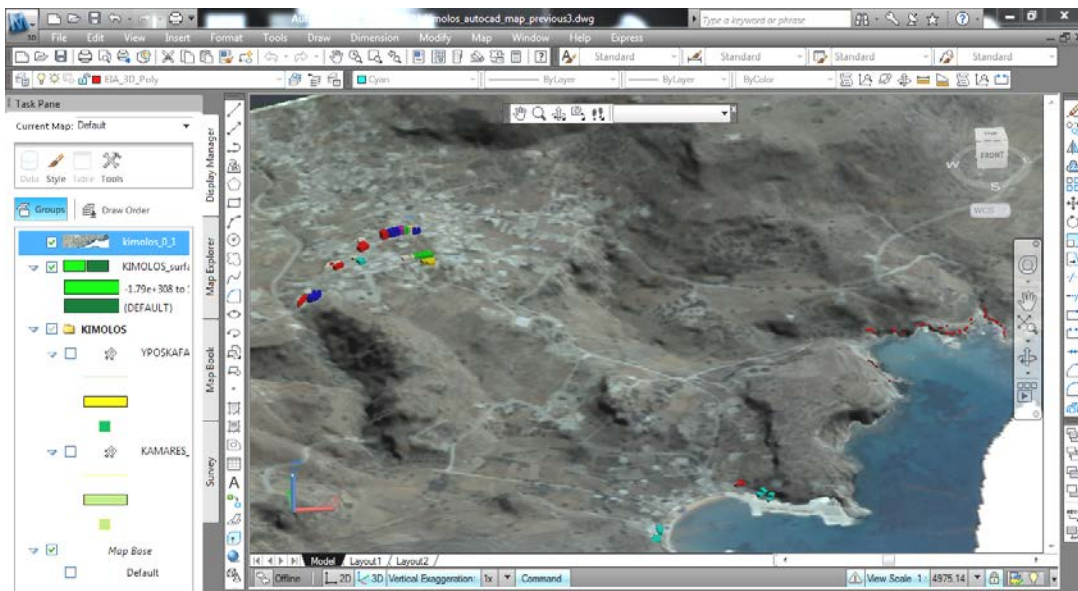 kimolos_autocad_map_previous3.dwg
Type a keyword or phrase
3D
File Edit View Insert Format Tools Draw Dimension Modify Map Window Help Express
Standard Standard Standard Standard
EIA_3D_Poly
Cyan
ByLayer
ByLayer
ByColor
Task Pane
Current Map: Default
Data Style Table Tools
Groups Draw Order
kimolos_0_1
KIMOLOS_surf
-1.79e+308 to
(DEFAULT)
KIMOLOS
YPOSKAFA
KAMARES_
Map Base
Default
Display Manager
Map Explorer
Map Book
Survey
A
FRONT
W
S
WCS
Model Layout1 Layout2
Offline 2D 3D Vertical Exaggeration: 1x Command
View Scale 1: 4975.14